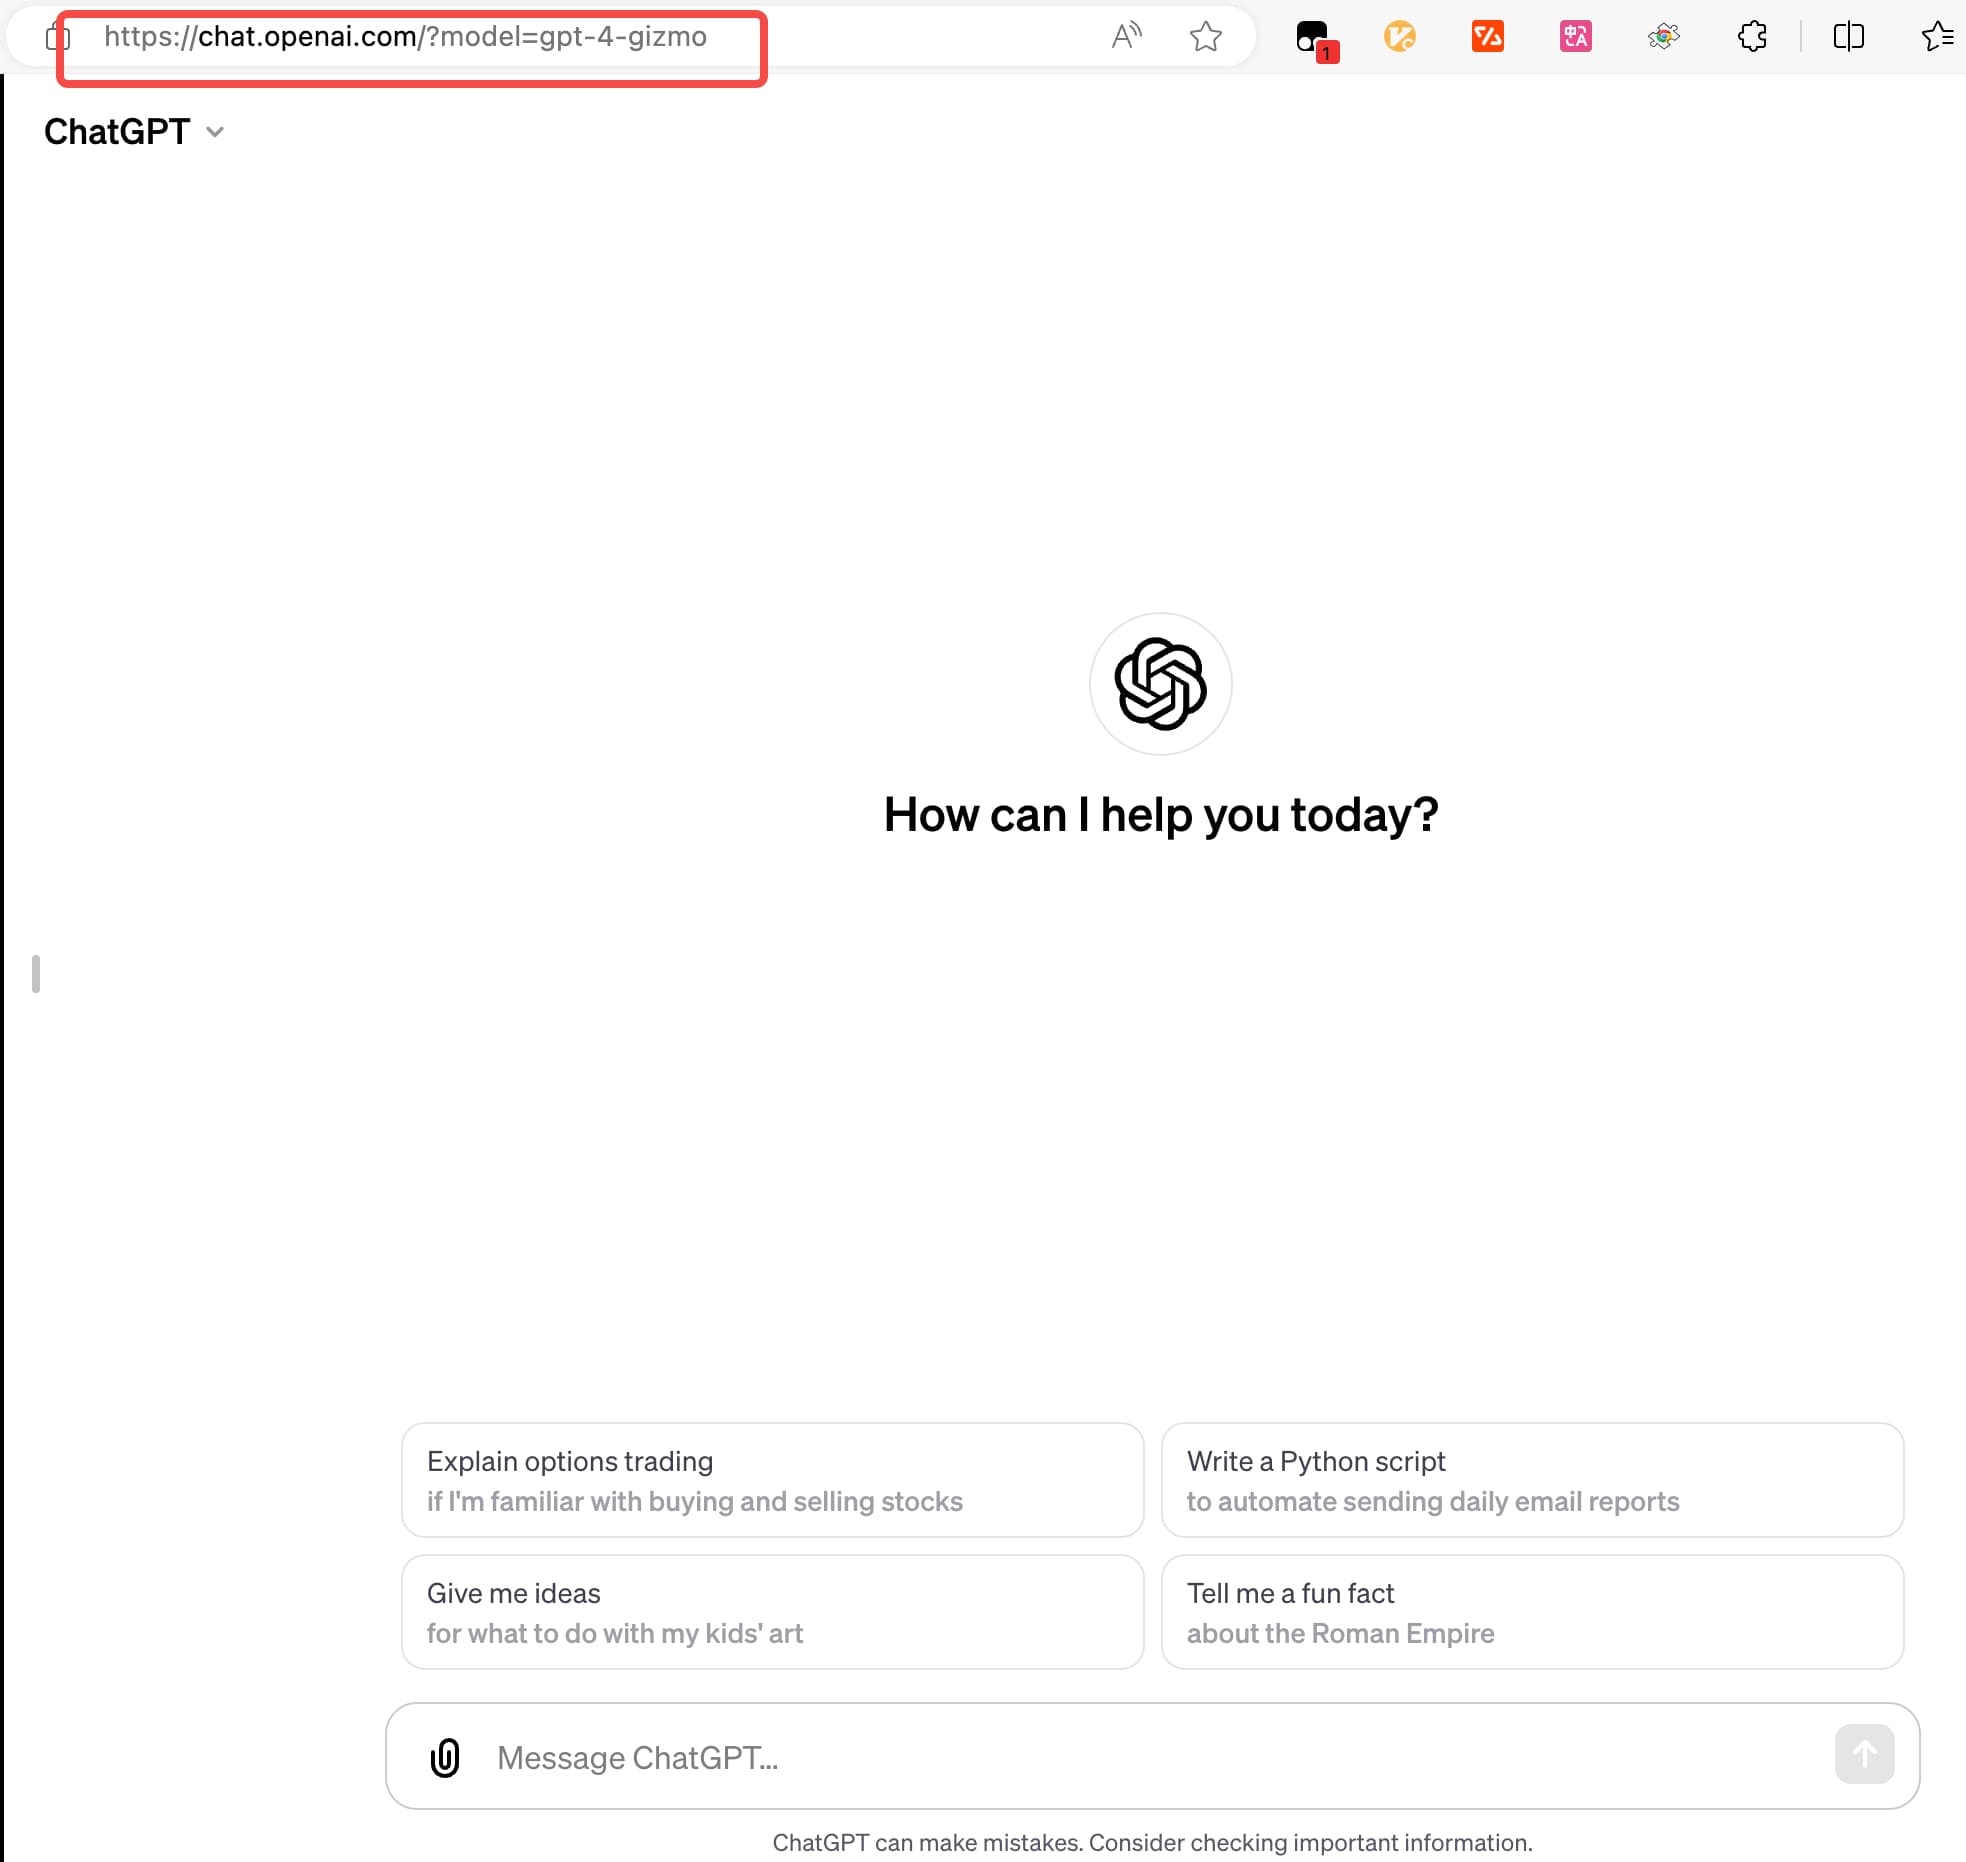 https://chat.openai.com/?model=gpt-4-gizmo
1
中A
ChatGPT
How can I help you today?
Explain options trading
if I'm familiar with buying and selling stocks
Write a Python script
to automate sending daily email reports
Give me ideas
for what to do with my kids' art
Tell me a fun fact
about the Roman Empire
Message ChatGPT...
ChatGPT can make mistakes. Consider checking important information.